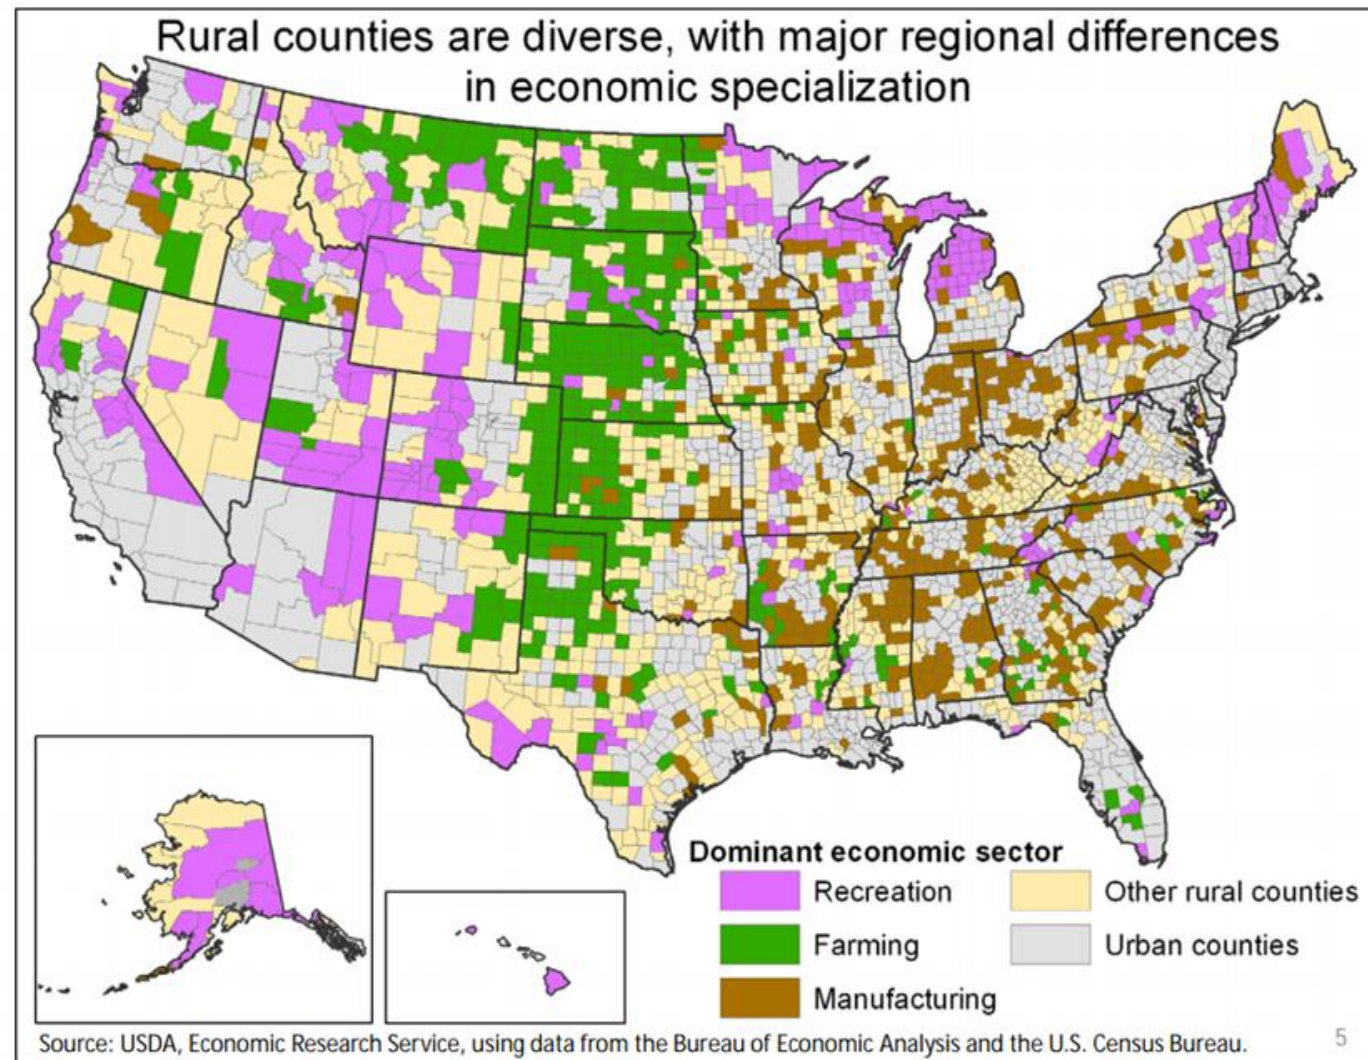 Rural counties are diverse, with major regional differences
in economic specialization
Dominant economic sector
Recreation
Farming
Manufacturing
Other rural counties
Urban counties
Source: USDA, Economic Research Service, using data from the Bureau of Economic Analysis and the U.S. Census Bureau.
5